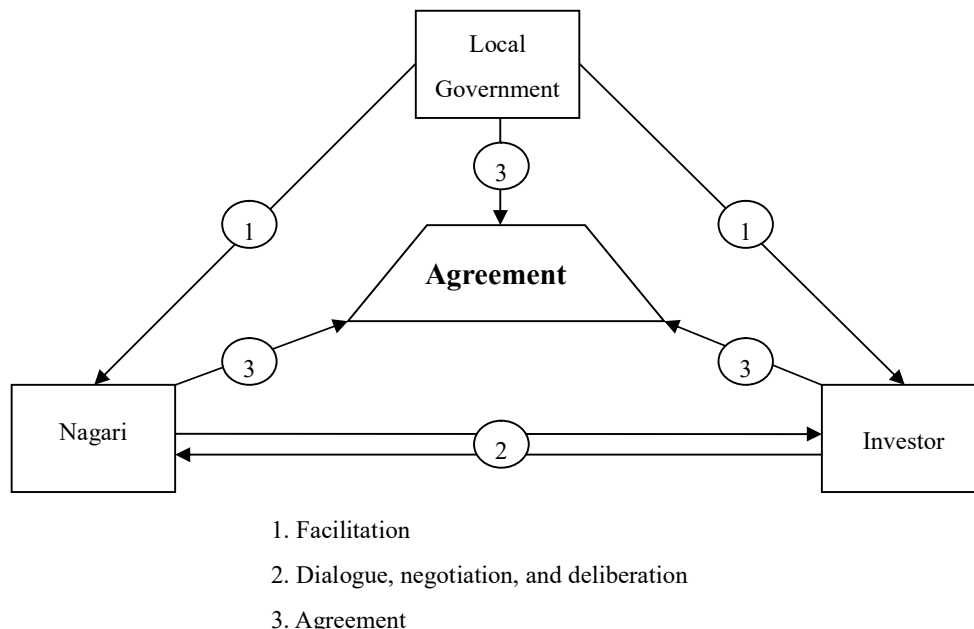 Local
Government
3
1
1
Agreement
3
3
Nagari
2
Investor
1. Facilitation
2. Dialogue, negotiation, and deliberation
3. Agreement